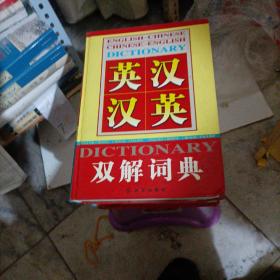 ENGLISH-CHINESE
CHINESE-ENGLISH
DICTIONARY
英汉
汉英
DICTIONARY
双解词典